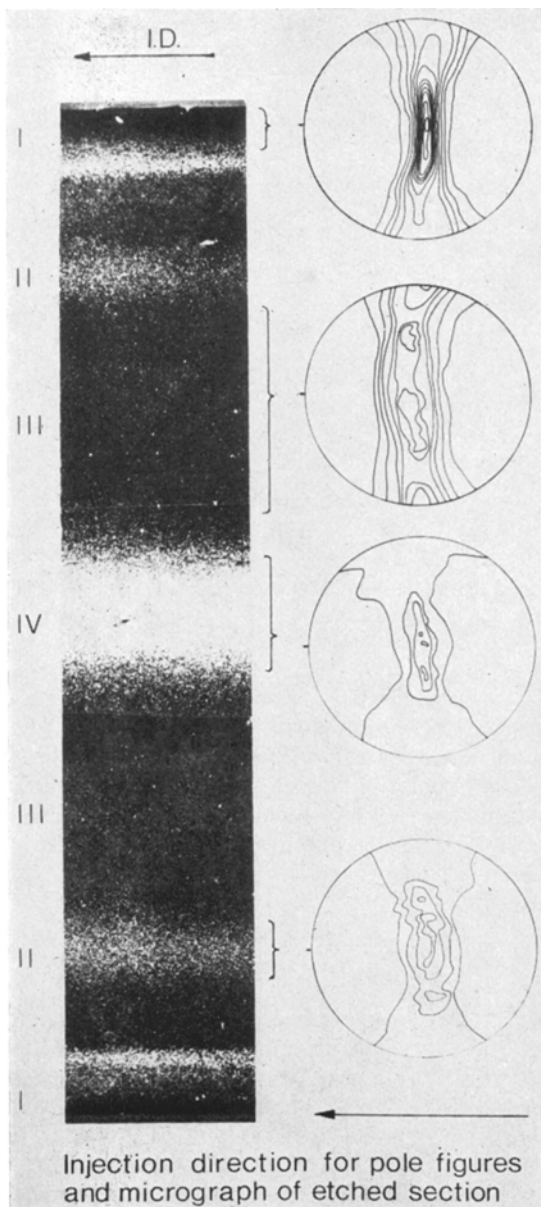 I.D.
I
II
III
IV
III
II
I
Injection direction for pole figures
and micrograph of etched section